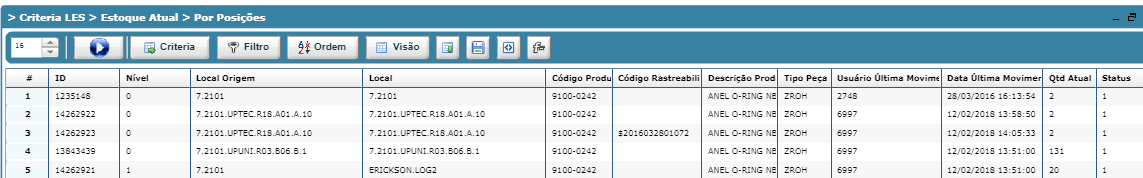 > Criteria LES > Estoque Atual > Por Posições
16 Criteria Filtro Ordem Visão
# ID Nível Local Origem Local Código Produ Código Rastreabili Descrição Prod Tipo Peça Usuário Última Movime Data Última Movimer Qtd Atual Status
1 1235148 0 7.2101 7.2101 9100-0242 ANEL O-RING NE ZROH 2748 28/03/2016 16:13:54 2 1
2 14262922 0 7.2101.UPTEC.R18.A01.A.10 7.2101.UPTEC.R18.A01.A.10 9100-0242 ANEL O-RING NE ZROH 6997 12/02/2018 13:58:50 2 1
3 14262923 0 7.2101.UPTEC.R18.A01.A.10 7.2101.UPTEC.R18.A01.A.10 9100-0242 $2016032801072 ANEL O-RING NE ZROH 6997 12/02/2018 14:05:33 2 1
4 13843439 0 7.2101.UPUNI.R03.B06.B.1 7.2101.UPUNI.R03.B06.B.1 9100-0242 ANEL O-RING NE ZROH 6997 12/02/2018 13:51:00 131 1
5 14262921 1 7.2101 ERICKSON.LOG2 9100-0242 ANEL O-RING NE ZROH 6997 12/02/2018 13:51:00 20 1